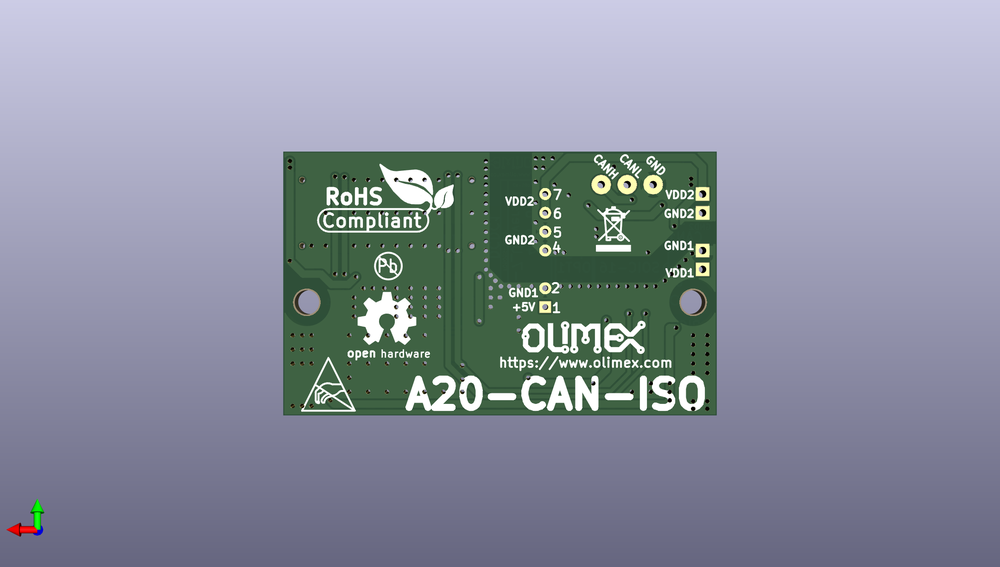 RoHS
Compliant
Pb
open hardware
CANH
CANL
GND
VDD2
7
6
GND2
5
4
VDD2
GND2
GND1
VDD1
GND1
2
+5V
1
OLIMEX
https://www.olimex.com
A20-CAN-ISO